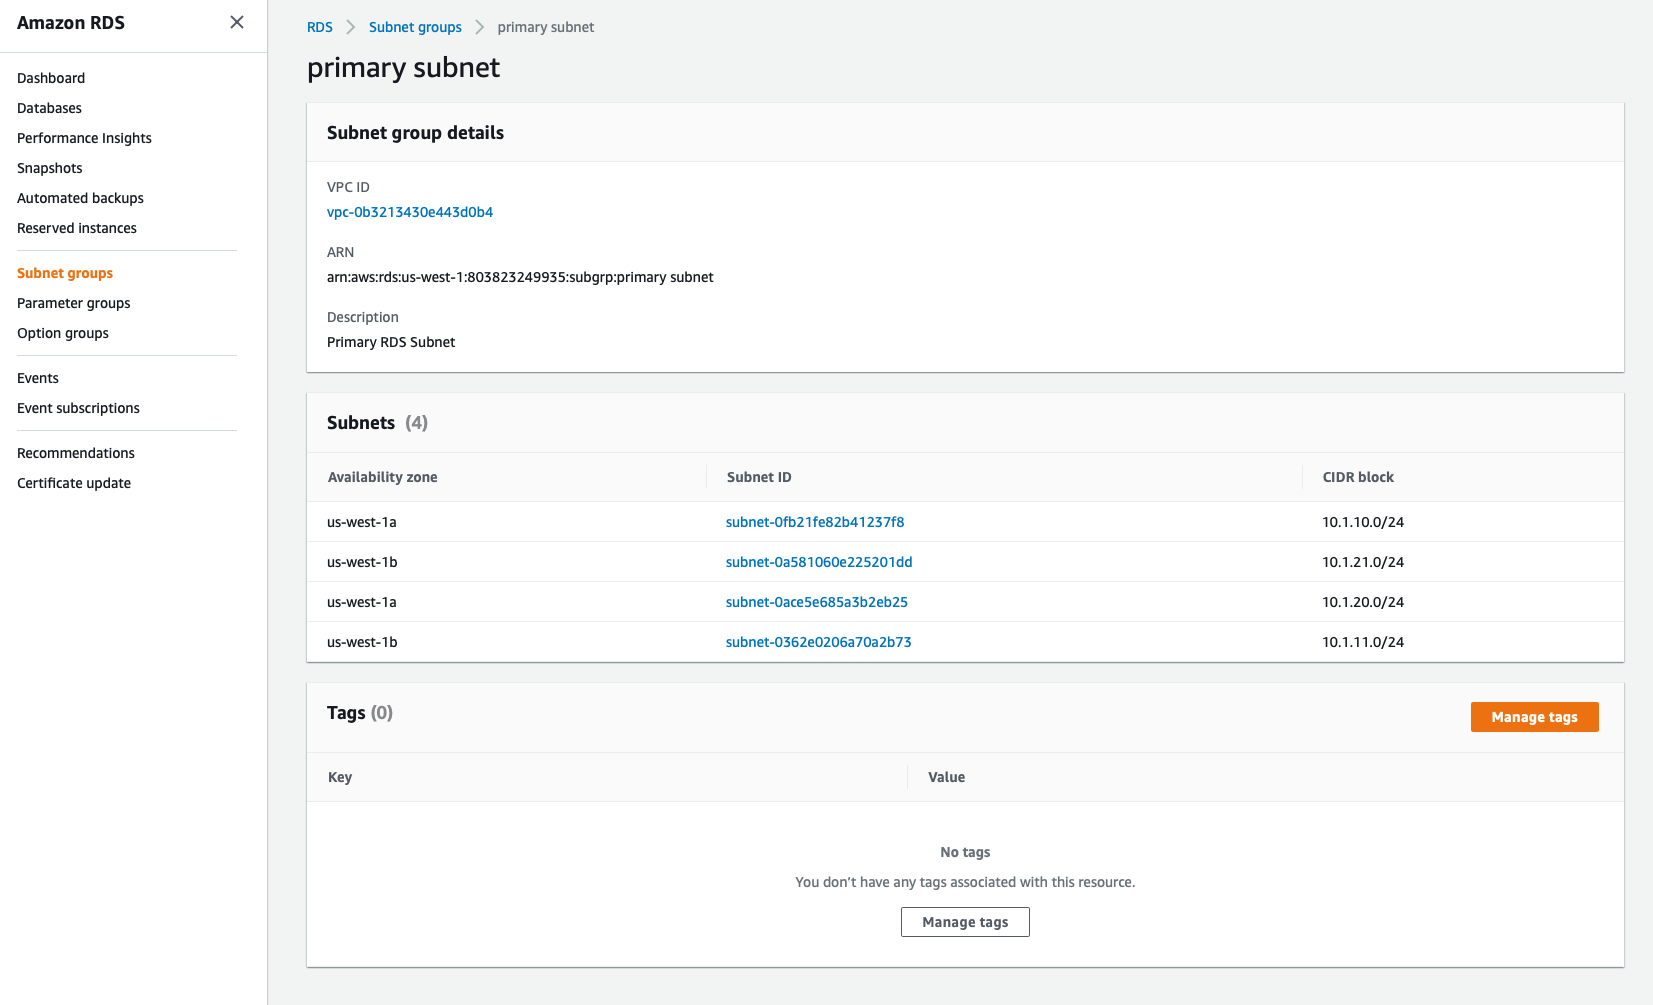 Amazon RDS
Dashboard
Databases
Performance Insights
Snapshots
Automated backups
Reserved instances
Subnet groups
Parameter groups
Option groups
Events
Event subscriptions
Recommendations
Certificate update
RDS Subnet groups primary subnet
primary subnet
Subnet group details
VPC ID
vpc-0b3213430e443d0b4
ARN
arn:aws:rds:us-west-1:803823249935:subgrp:primary subnet
Description
Primary RDS Subnet
Subnets (4)
Availability zone Subnet ID CIDR block
us-west-1a subnet-0fb21fe82b41237f8 10.1.10.0/24
us-west-1b subnet-0a581060e225201dd 10.1.21.0/24
us-west-1a subnet-0ace5e685a3b2eb25 10.1.20.0/24
us-west-1b subnet-0362e0206a70a2b73 10.1.11.0/24
Tags (0) Manage tags
Key Value
No tags
You don’t have any tags associated with this resource.
Manage tags